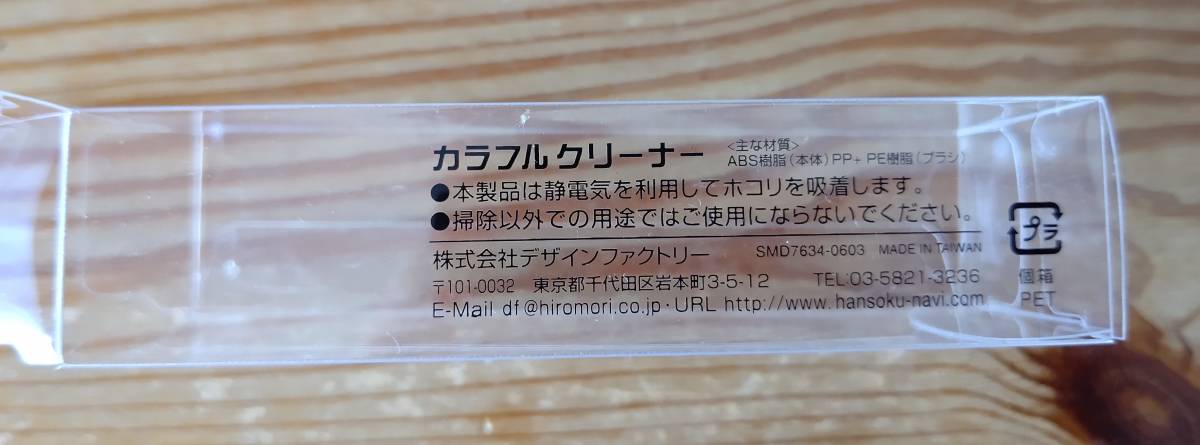 カラフルクリーナー
<主な材質>
ABS樹脂(本体)PP+PE樹脂(ブラシ)
●本製品は静電気を利用してホコリを吸着します。
●掃除以外での用途ではご使用にならないでください。
株式会社デザインファクトリー SMD7634-0603 MADE IN TAIWAN
〒101-0032 東京都千代田区岩本町3-5-12 TEL:03-5821-3236
E-Mail df@hiromori.co.jp・URL http://www.hansoku-navi.com
プラ
個箱
PET